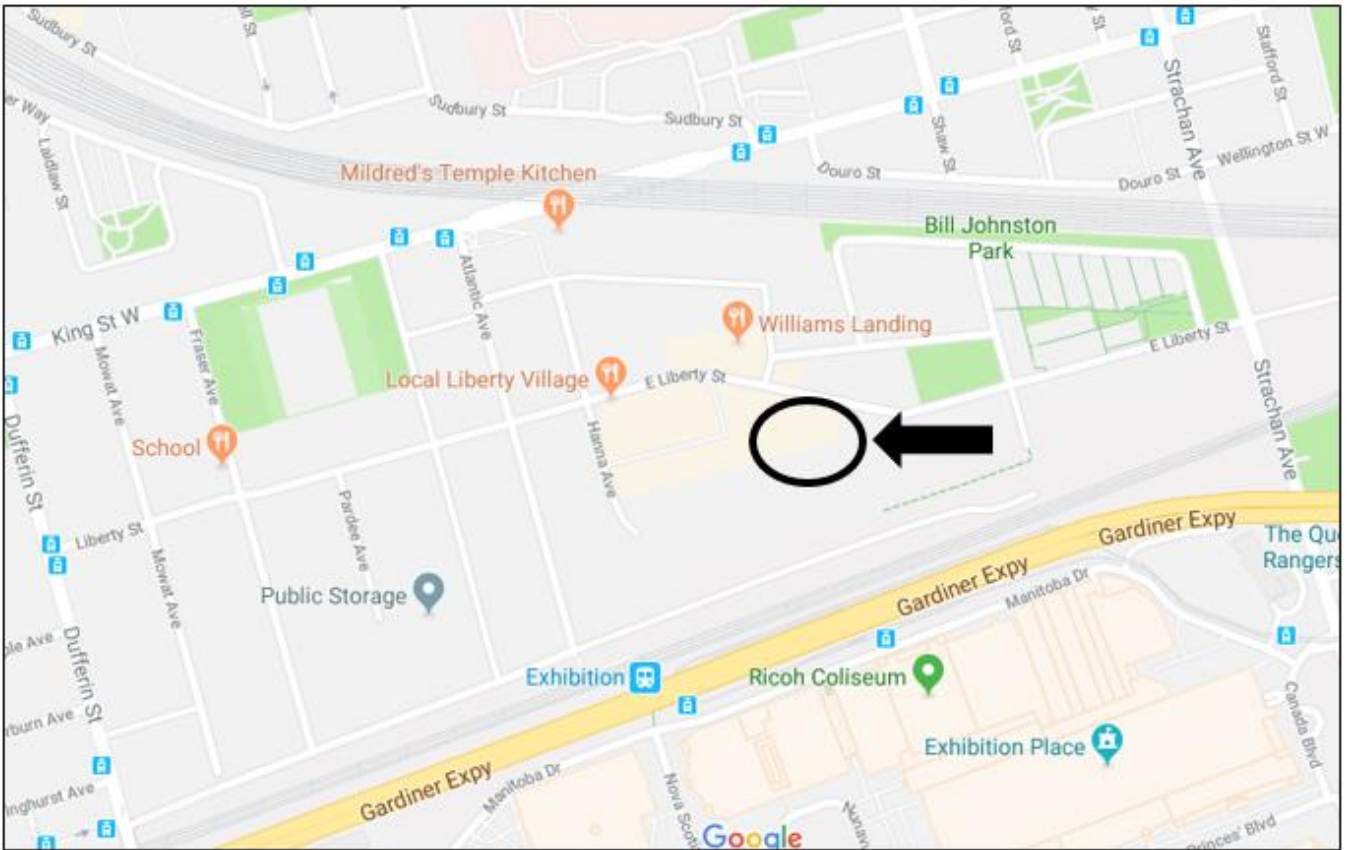 Sudbury St
Sudbury St
Sudbury St
Mildred's Temple Kitchen
Laidlaw St
King St W
Mowat Ave
Fraser Ave
Atlantic Ave
Shaw St
Douro St
Douro St
Wellington St W
Strachan Ave
Stafford St
Bill Johnston
Park
Williams Landing
Local Liberty Village
E Liberty St
E Liberty St
Strachan Ave
School
Hanna Ave
Dufferin St
Liberty St
Pardee Ave
Mowat Ave
Public Storage
Dufferin St
Exhibition
Gardiner Expy
Gardiner Expy
Gardiner Expy
Manitoba Dr
Manitoba Dr
The Qu
Rangers
Ricoh Coliseum
Exhibition Place
Canada Blvd
Nova Scoti
Nunavu
Princes' Blvd
Google